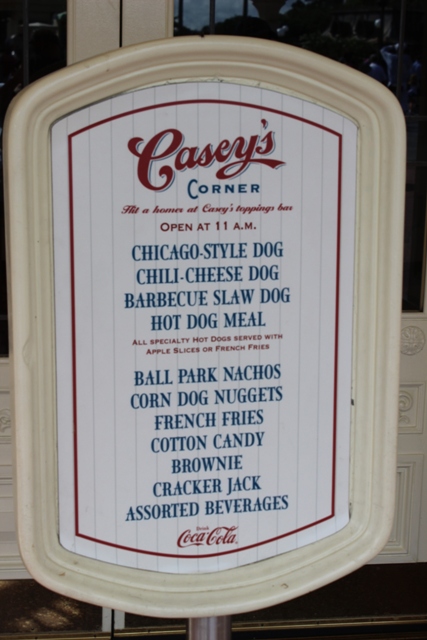 Casey's
CORNER
Hit a homer at Casey's toppings bar
OPEN AT 11 A.M.
CHICAGO-STYLE DOG
CHILI-CHEESE DOG
BARBECUE SLAW DOG
HOT DOG MEAL
ALL SPECIALTY HOT DOGS SERVED WITH
APPLE SLICES OR FRENCH FRIES
BALL PARK NACHOS
CORN DOG NUGGETS
FRENCH FRIES
COTTON CANDY
BROWNIE
CRACKER JACK
ASSORTED BEVERAGES
Drink
Coca-Cola